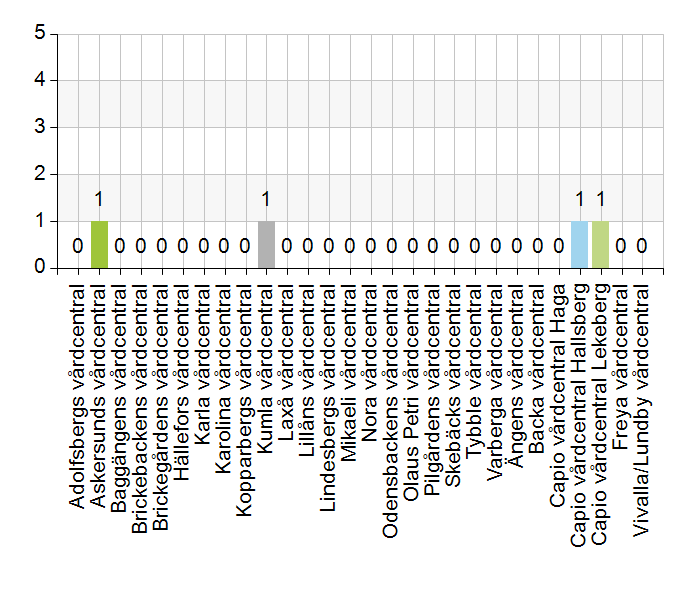 5
4
3
2
1
0
0 1 0 0 0 0 0 0 0 1 0 0 0 0 0 0 0 0 0 0 0 0 0 0 1 1 0 0
Adolfsbergs vårdcentral
Askersunds vårdcentral
Baggängens vårdcentral
Brickebackens vårdcentral
Brickegårdens vårdcentral
Hällefors vårdcentral
Karla vårdcentral
Karolina vårdcentral
Kopparbergs vårdcentral
Kumla vårdcentral
Laxå vårdcentral
Lillåns vårdcentral
Lindesbergs vårdcentral
Mikaeli vårdcentral
Nora vårdcentral
Odensbackens vårdcentral
Olaus Petri vårdcentral
Pilgårdens vårdcentral
Skebäcks vårdcentral
Tybble vårdcentral
Varberga vårdcentral
Ängens vårdcentral
Backa vårdcentral
Capio vårdcentral Haga
Capio vårdcentral Hallsberg
Capio vårdcentral Lekeberg
Freya vårdcentral
Vivalla/Lundby vårdcentral